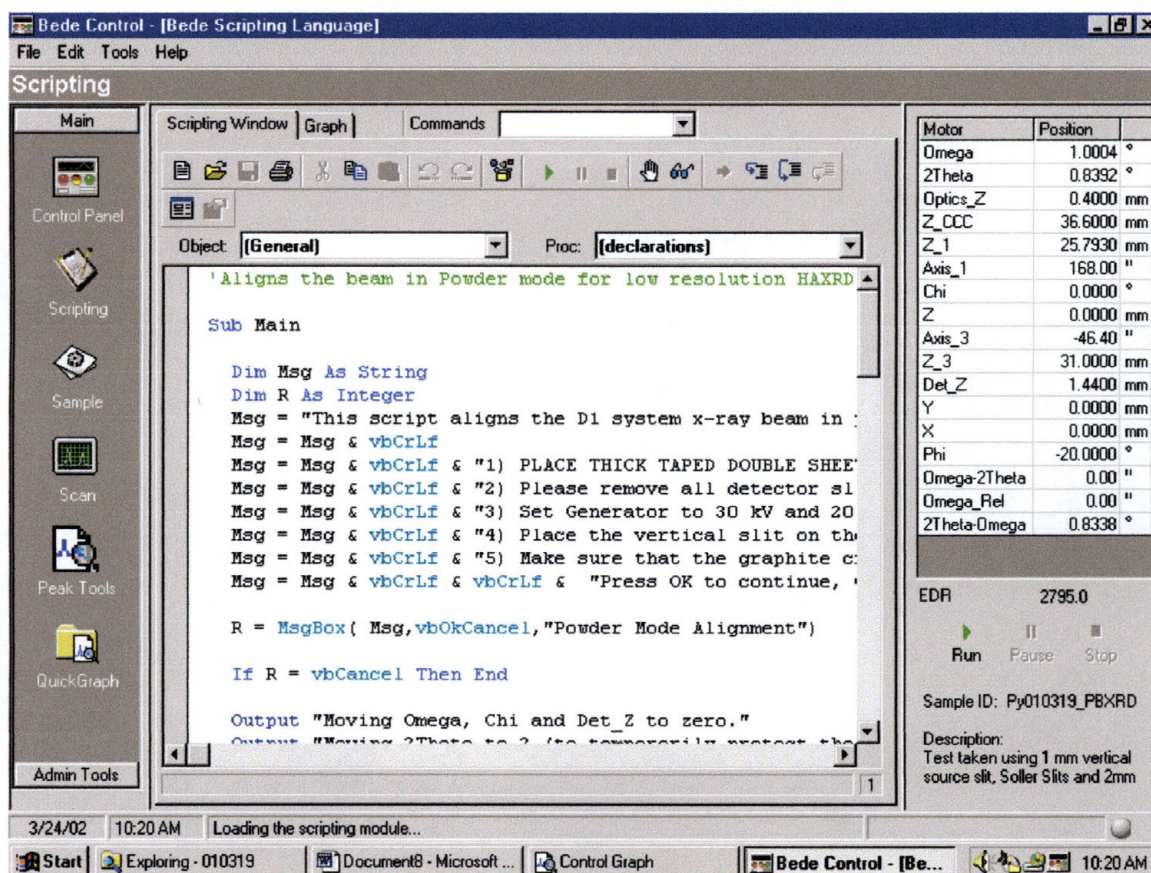 Bede Control - [Bede Scripting Language]
File Edit Tools Help
Scripting
Main
Control Panel
Scripting
Sample
Scan
Peak Tools
QuickGraph
Admin Tools
Scripting Window
Graph
Commands
Object: (General)
Proc: (declarations)
'Aligns the beam in Powder mode for low resolution HAXRD
Sub Main
Dim Msg As String
Dim R As Integer
Msg = "This script aligns the D1 system x-ray beam in
Msg = Msg & vbCrLf
Msg = Msg & vbCrLf & "1) PLACE THICK TAPED DOUBLE SHEE
Msg = Msg & vbCrLf & "2) Please remove all detector sl
Msg = Msg & vbCrLf & "3) Set Generator to 30 kV and 20
Msg = Msg & vbCrLf & "4) Place the vertical slit on the
Msg = Msg & vbCrLf & "5) Make sure that the graphite c
Msg = Msg & vbCrLf & vbCrLf & "Press OK to continue,
R = MsgBox( Msg,vbOkCancel,"Powder Mode Alignment")
If R = vbCancel Then End
Output "Moving Omega, Chi and Det_Z to zero."
Output "Moving 2Theta to 2 (to temporarily protect the
1
Motor Position
Omega 1.0004 °
2Theta 0.8392 °
Optics_Z 0.4000 mm
Z_CCC 36.6000 mm
Z_1 25.7930 mm
Axis_1 168.00 "
Chi 0.0000 °
Z 0.0000 mm
Axis_3 -46.40 "
Z_3 31.0000 mm
Det_Z 1.4400 mm
Y 0.0000 mm
X 0.0000 mm
Phi -20.0000 °
Omega-2Theta 0.00 "
Omega_Rel 0.00 "
2Theta-Omega 0.8338 °
EDR 2795.0
Run Pause Stop
Sample ID: Py010319_PBXRD
Description:
Test taken using 1 mm vertical
source slit, Soller Slits and 2mm
3/24/02 10:20 AM Loading the scripting module...
Start Exploring - 010319 Document8 - Microsoft ... Control Graph Bede Control - [Be... 10:20 AM